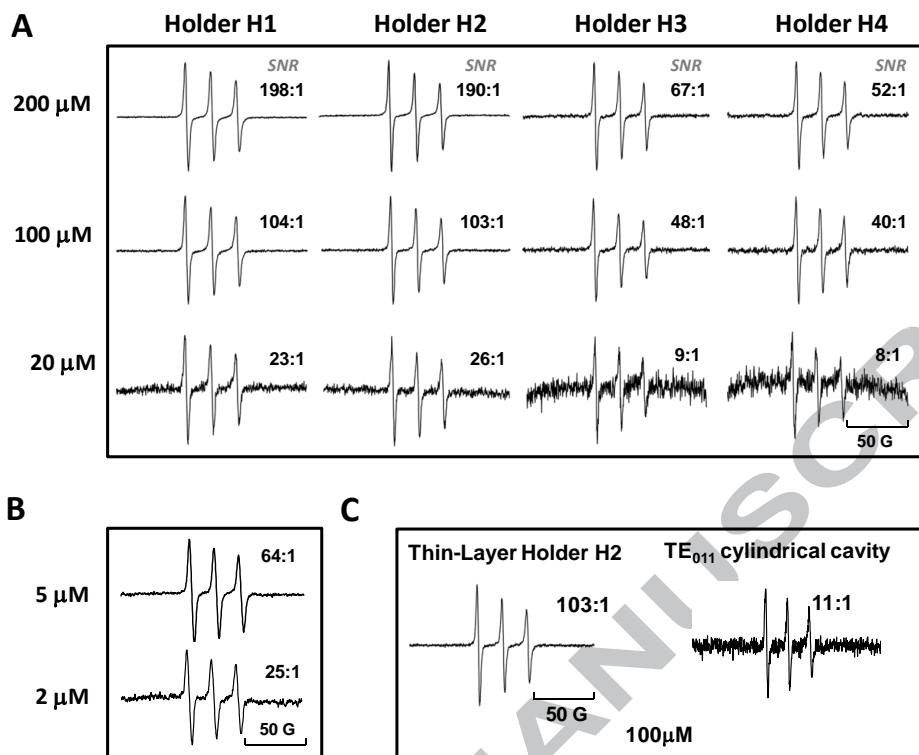 A
Holder H1 Holder H2 Holder H3 Holder H4
200 μM SNR 198:1 SNR 190:1 SNR 67:1 SNR 52:1
100 μM 104:1 103:1 48:1 40:1
20 μM 23:1 26:1 9:1 8:1
50 G
B
5 μM 64:1
2 μM 25:1
50 G
C
Thin-Layer Holder H2 TE011 cylindrical cavity
103:1 11:1
50 G
100μM